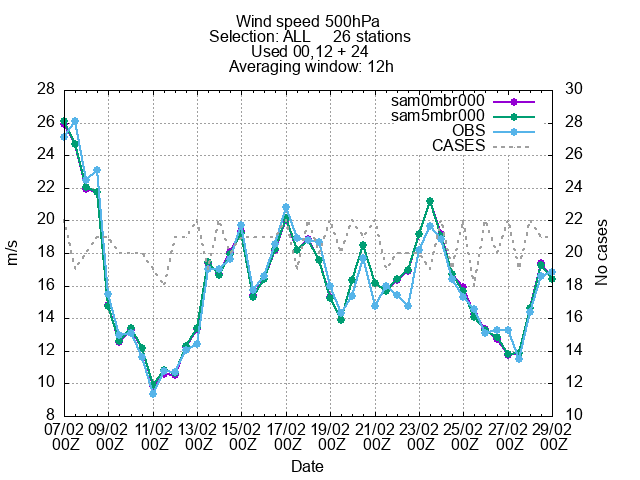 Wind speed 500hPa
Selection: ALL 26 stations
Used 00,12 + 24
Averaging window: 12h
28 30
sam0mbr000
sam5mbr000
OBS
CASES
26 28
24 26
22 24
20 22
18 20
16 18
14 16
12 14
10 12
8 10
m/s
No cases
07/02 09/02 11/02 13/02 15/02 17/02 19/02 21/02 23/02 25/02 27/02 29/02
00Z 00Z 00Z 00Z 00Z 00Z 00Z 00Z 00Z 00Z 00Z 00Z
Date